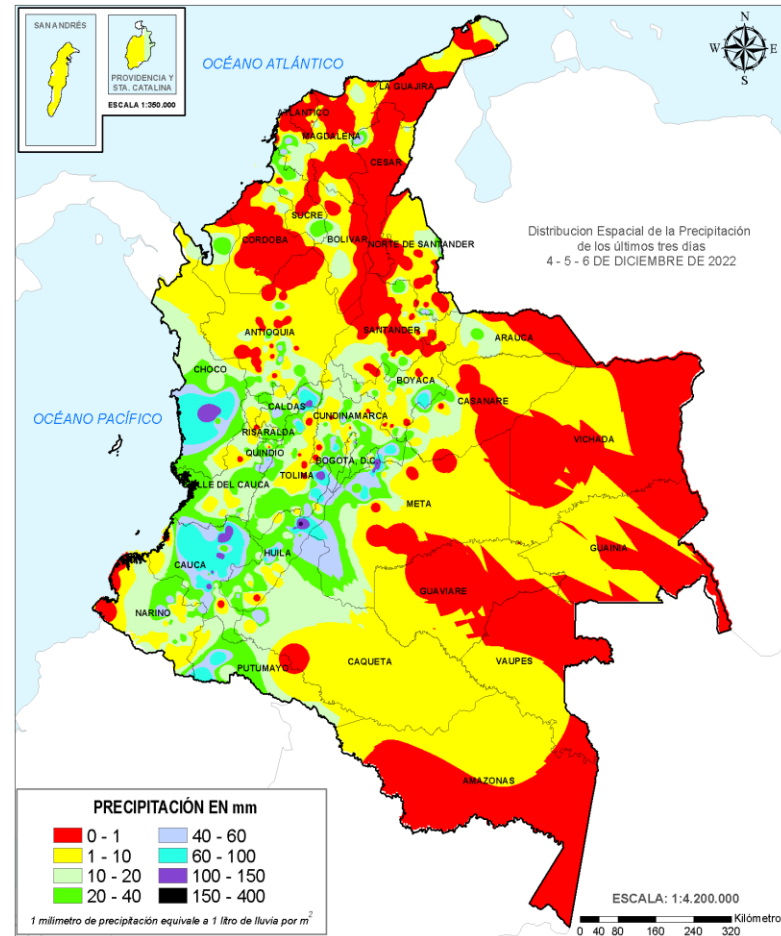 SAN ANDRÉS
PROVIDENCIA Y
STA. CATALINA
ESCALA 1:350.000
OCÉANO ATLÁNTICO
N
W
E
S
LA GUAJIRA
ATLANTICO
MAGDALENA
CESAR
SUCRE
CORDOBA
BOLIVAR
NORTE DE SANTANDER
Distribucion Espacial de la Precipitación
de los últimos tres días
4 - 5 - 6 DE DICIEMBRE DE 2022
ANTIOQUIA
SANTANDER
ARAUCA
CHOCO
BOYACA
CASANARE
OCÉANO PACÍFICO
CALDAS
CUNDINAMARCA
RISARALDA
VICHADA
QUINDIO
BOGOTÁ, D.C.
TOLIMA
VALLE DEL CAUCA
META
GUAINIA
HUILA
CAUCA
GUAVIARE
NARIÑO
CAQUETA
VAUPES
PUTUMAYO
AMAZONAS
PRECIPITACIÓN EN mm
0 - 1
40 - 60
1 - 10
60 - 100
10 - 20
100 - 150
20 - 40
150 - 400
1 milimetro de precipitación equivale a 1 litro de lluvia por m2
ESCALA: 1:4.200.000
Kilómetro
0 40 80 160 240 320